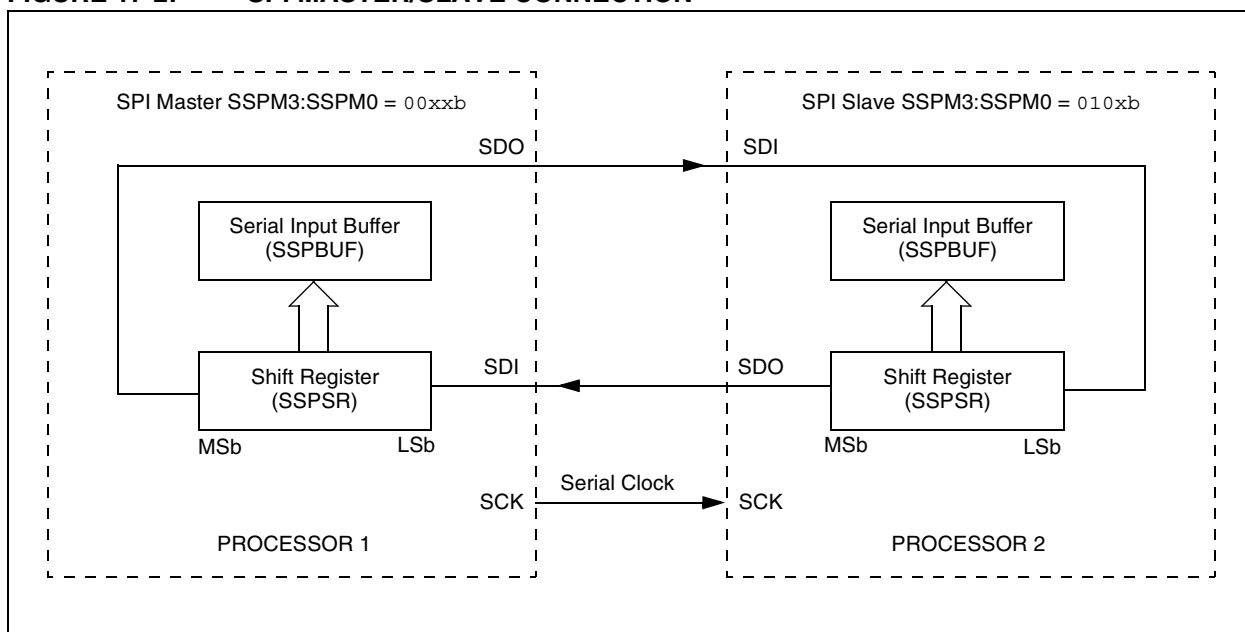 SPI Master SSPM3:SSPM0 = 00xxb
SPI Slave SSPM3:SSPM0 = 010xb
SDO
SDI
Serial Input Buffer
(SSPBUF)
Serial Input Buffer
(SSPBUF)
Shift Register
(SSPSR)
SDI
SDO
Shift Register
(SSPSR)
MSb
LSb
MSb
LSb
Serial Clock
SCK
SCK
PROCESSOR 1
PROCESSOR 2